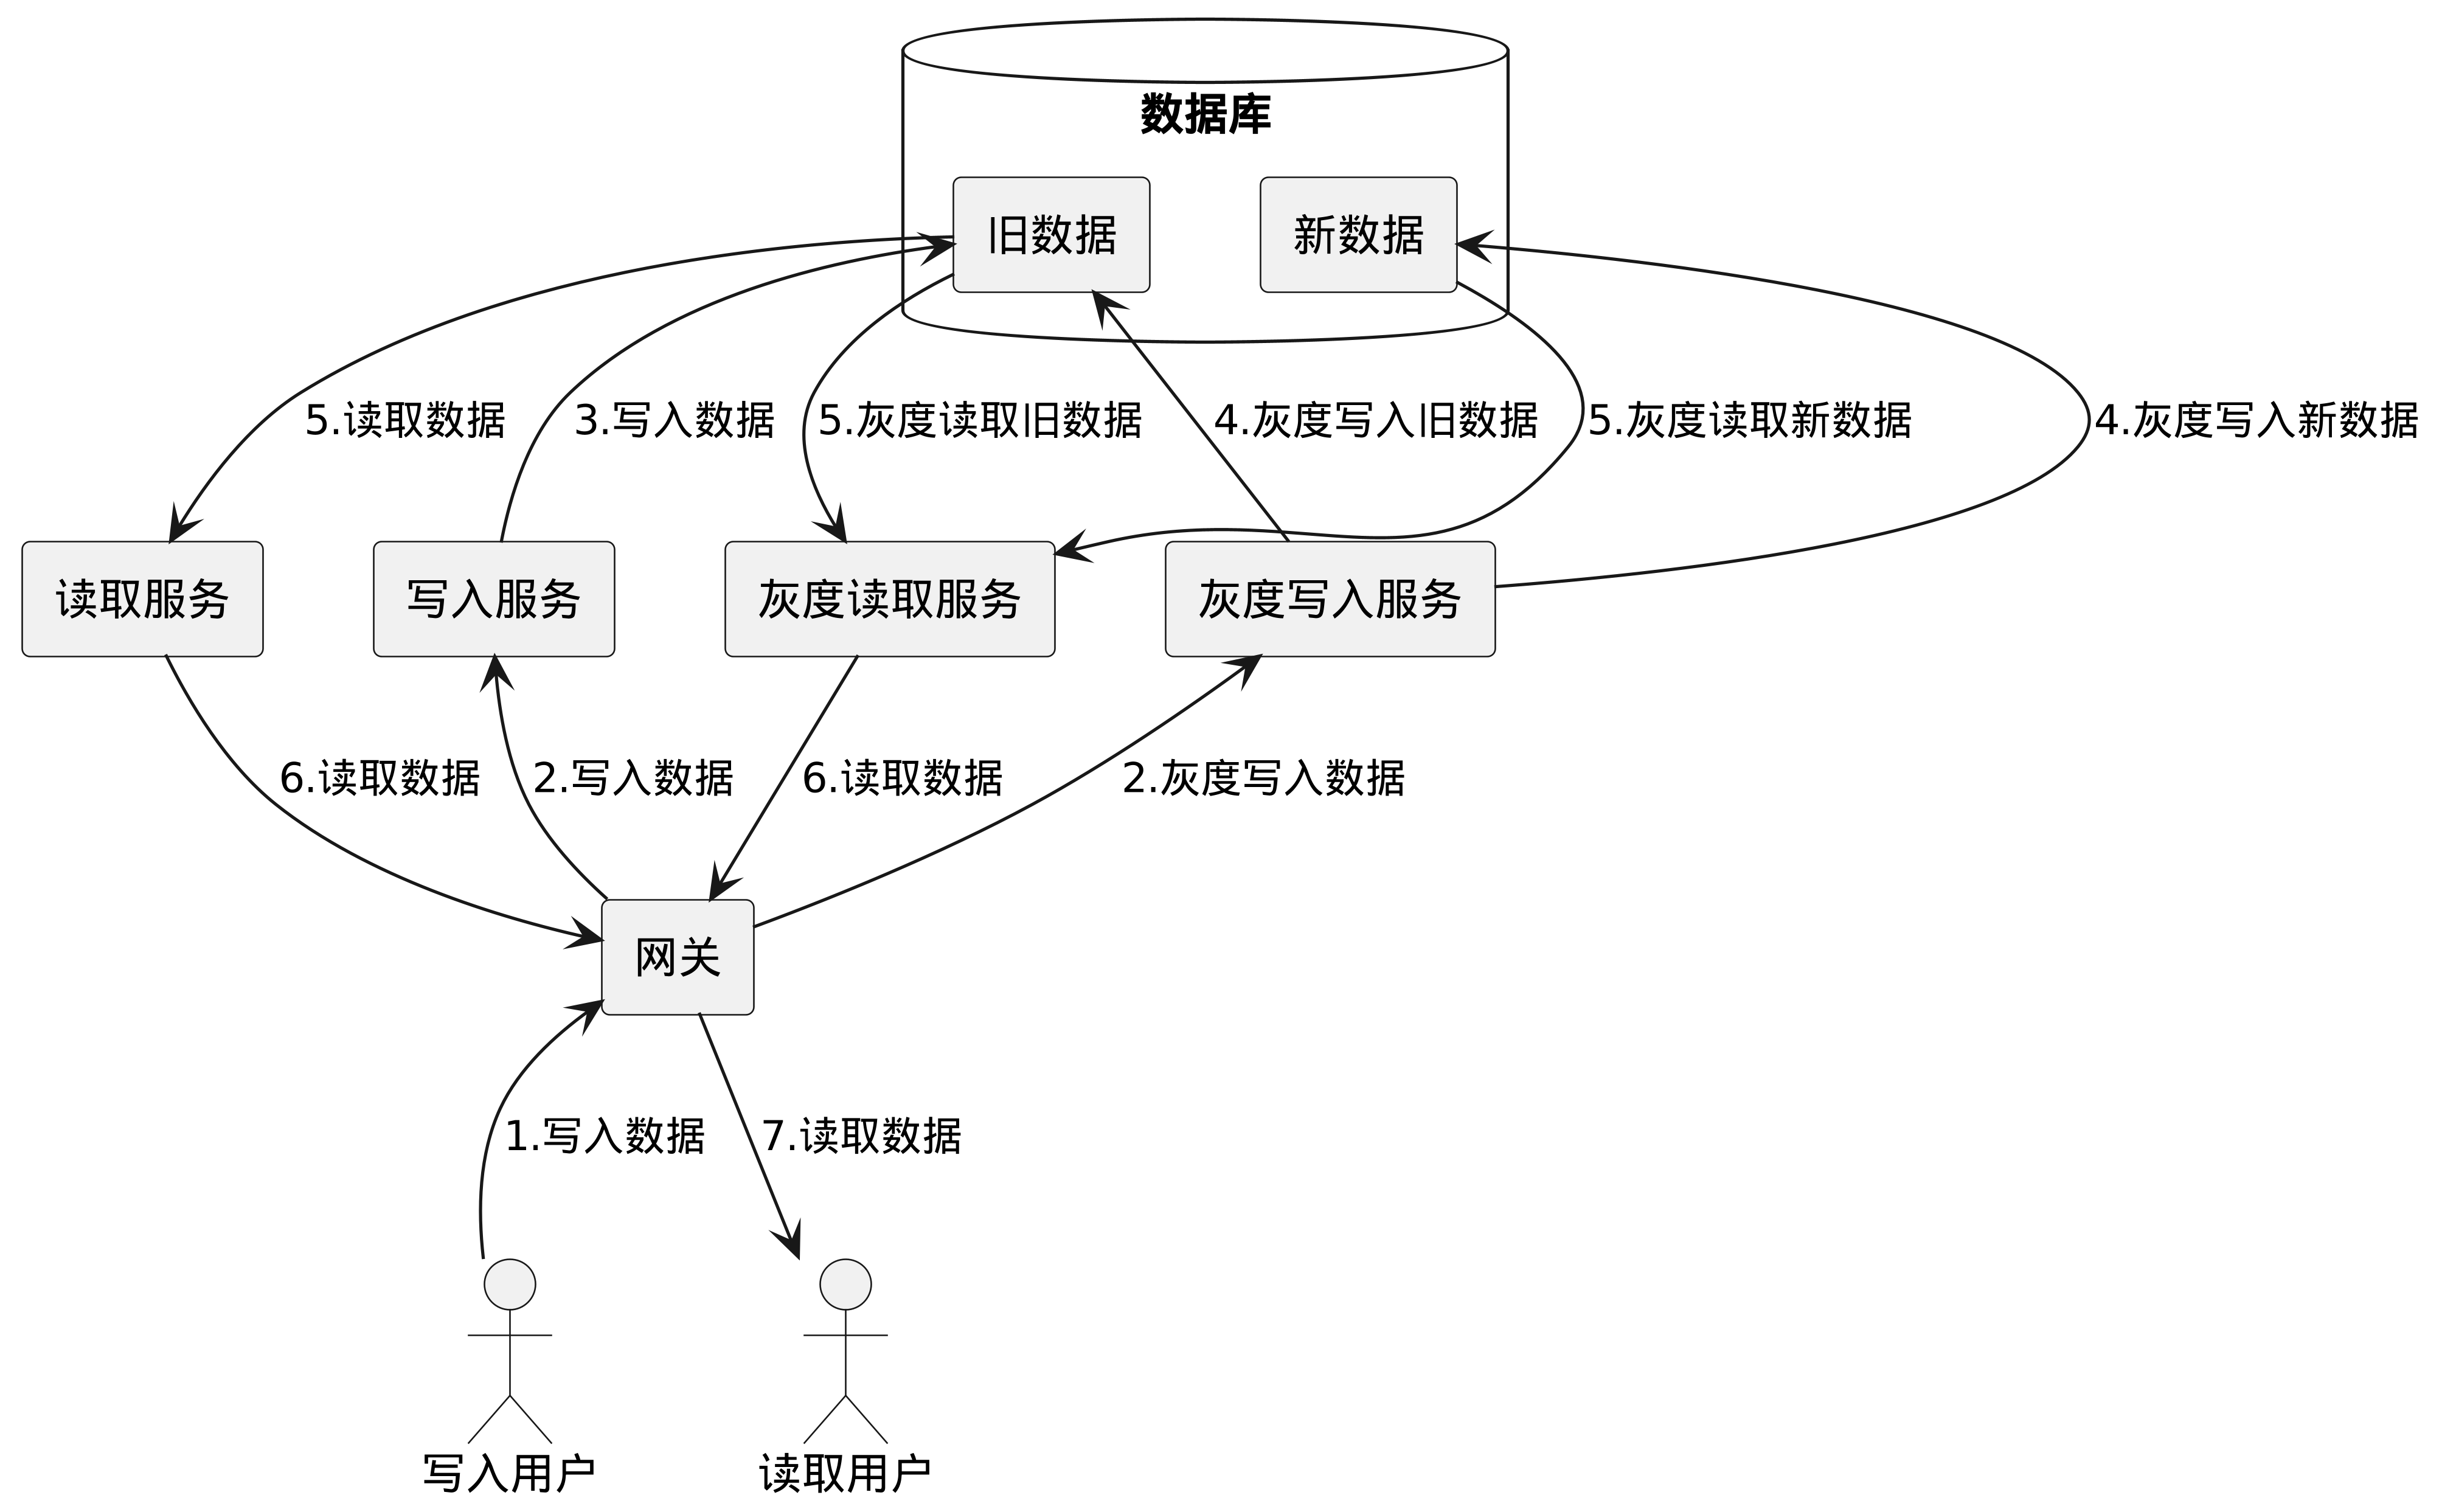 数据库
旧数据
新数据
5.读取数据
3.写入数据
5.灰度读取旧数据
4.灰度写入旧数据
5.灰度读取新数据
4.灰度写入新数据
读取服务
写入服务
灰度读取服务
灰度写入服务
6.读取数据
2.写入数据
6.读取数据
2.灰度写入数据
网关
1.写入数据
7.读取数据
写入用户
读取用户